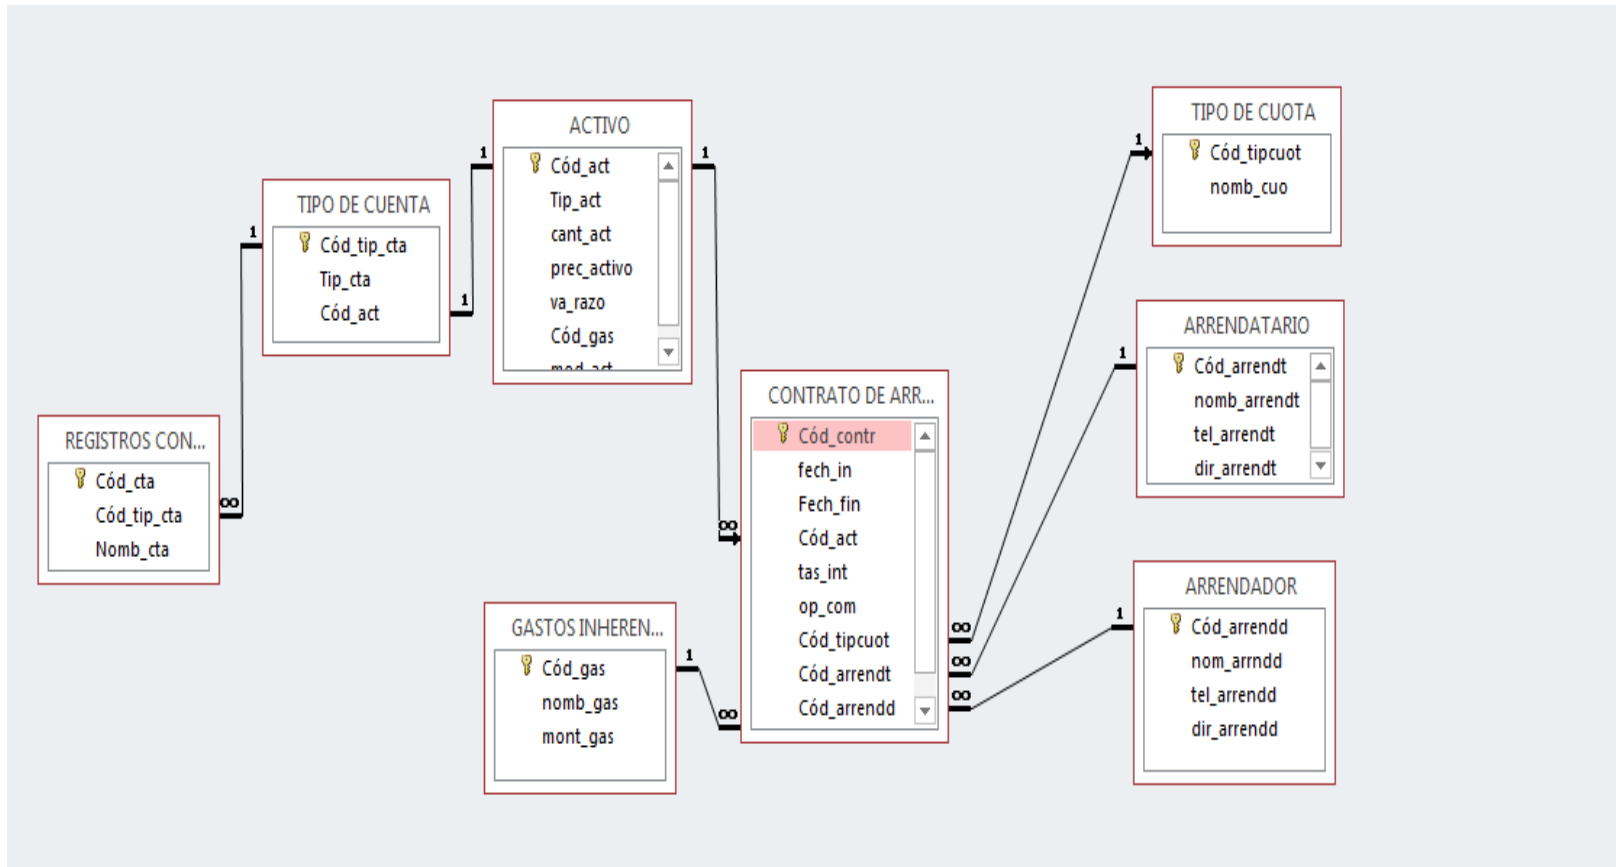 ACTIVO
Cód_act
Tip_act
cant_act
prec_activo
va_razo
Cód_gas
mod_act
1
1
TIPO DE CUENTA
Cód_tip_cta
Tip_cta
Cód_act
1
1
REGISTROS CON...
Cód_cta
Cód_tip_cta
Nomb_cta
∞
GASTOS INHEREN...
Cód_gas
nomb_gas
mont_gas
1
CONTRATO DE ARR...
Cód_contr
fech_in
Fech_fin
Cód_act
tas_int
op_com
Cód_tipcuot
Cód_arrendt
Cód_arrendd
∞
∞
∞
∞
∞
TIPO DE CUOTA
Cód_tipcuot
nomb_cuo
1
ARRENDATARIO
Cód_arrendt
nomb_arrendt
tel_arrendt
dir_arrendt
1
ARRENDADOR
Cód_arrendd
nom_arrndd
tel_arrendd
dir_arrendd
1